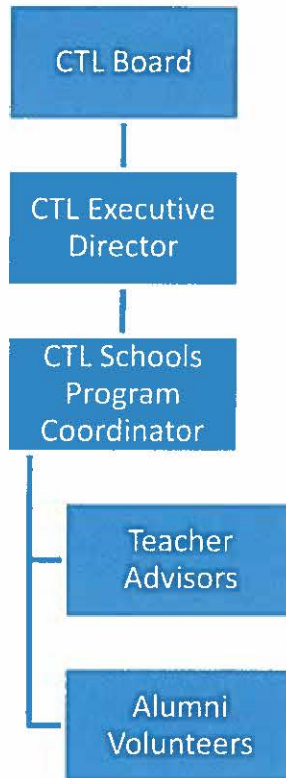 CTL Board
CTL Executive
Director
CTL Schools
Program
Coordinator
Teacher
Advisors
Alumni
Volunteers